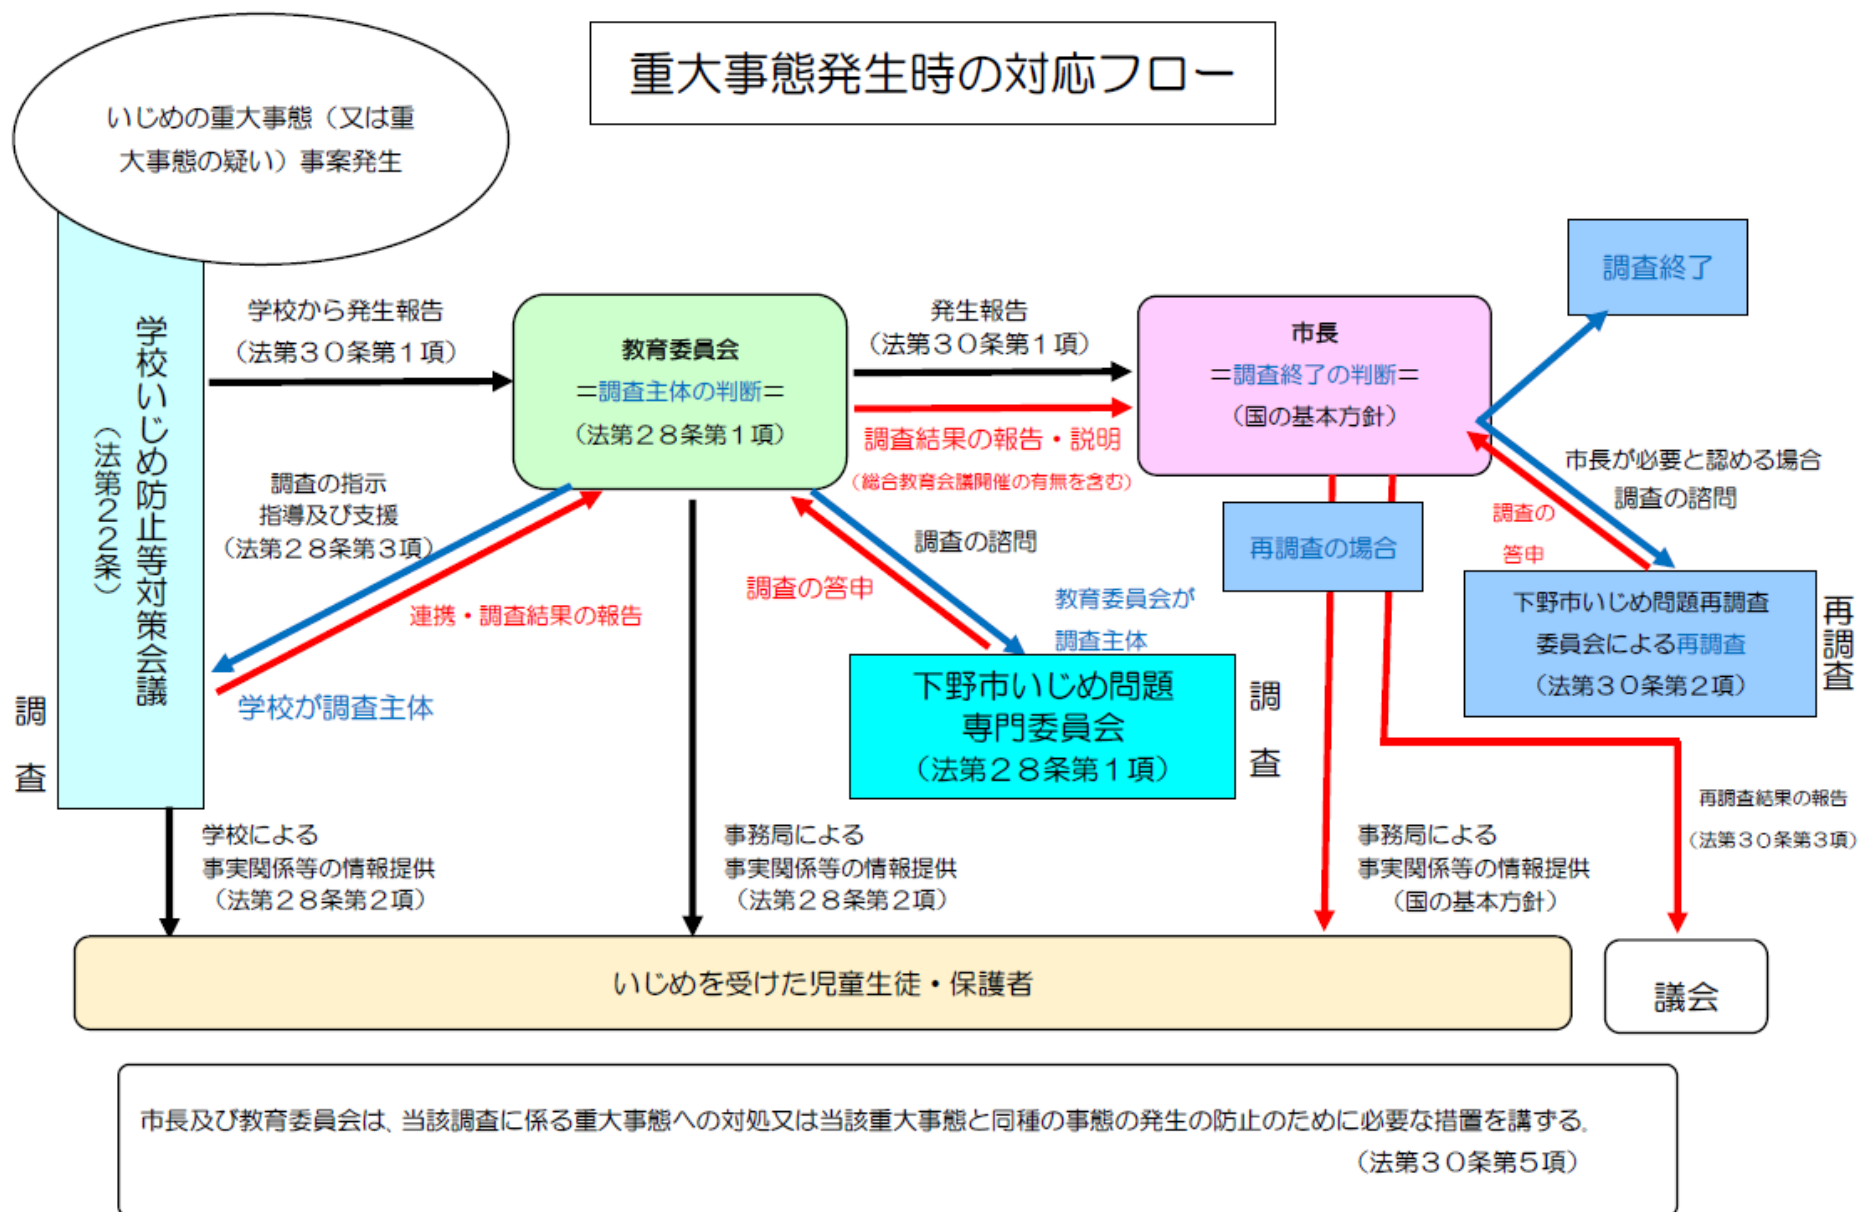 重大事態発生時の対応フロー
いじめの重大事態（又は重
大事態の疑い）事案発生
学校いじめ防止等対策会議
（法第２２条）
調
査
学校から発生報告
（法第３０条第１項）
教育委員会
＝調査主体の判断＝
（法第２８条第１項）
発生報告
（法第３０条第１項）
調査結果の報告・説明
（総合教育会議開催の有無を含む）
市長
＝調査終了の判断＝
（国の基本方針）
調査終了
調査の指示
指導及び支援
（法第２８条第３項）
連携・調査結果の報告
学校が調査主体
調査の諮問
調査の答申
教育委員会が
調査主体
下野市いじめ問題
専門委員会
（法第２８条第１項）
調
査
再調査の場合
市長が必要と認める場合
調査の諮問
調査の
答申
下野市いじめ問題再調査
委員会による再調査
（法第３０条第２項）
再調査
学校による
事実関係等の情報提供
（法第２８条第２項）
事務局による
事実関係等の情報提供
（法第２８条第２項）
事務局による
事実関係等の情報提供
（国の基本方針）
再調査結果の報告
（法第３０条第３項）
いじめを受けた児童生徒・保護者
議会
市長及び教育委員会は、当該調査に係る重大事態への対処又は当該重大事態と同種の事態の発生の防止のために必要な措置を講ずる。
（法第３０条第５項）